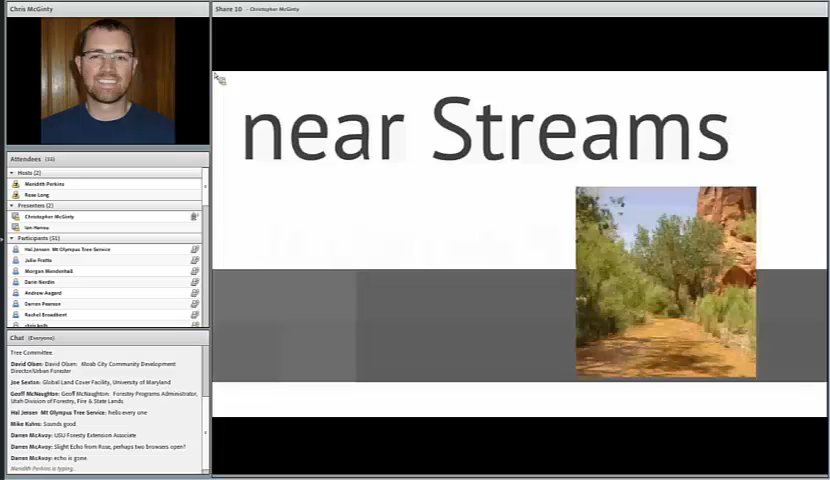 Chris McGinty
Share 10 - Christopher McGinty
near Streams
Attendees (55)
Hosts (2)
Meredith Perkins
Rose Long
Presenters (2)
Christopher McGinty
Participants (51)
Hal Jensen Mt Olympus Tree Service
Julie Fratto
Morgan Mendenhall
Darin Nardin
Andrew Aagard
Darren Pearson
Rachel Broadbent
chris keith
Chat (Everyone)
Tree Committee.
David Olsen: David Olsen. Moab City Community Development
Director/Urban Forester
Joe Sexton: Global Land Cover Facility, University of Maryland
Geoff McNaughton: Geoff McNaughton: Forestry Programs Administrator,
Utah Division of Forestry, Fire & State Lands
Hal Jensen Mt Olympus Tree Service: hello every one
Mike Kuhns: Sounds good
Darren McAvoy: USU Foresty Extension Associate
Darren McAvoy: Slight Echo from Rose, perhaps two browsers open?
Darren McAvoy: echo is gone.
Meredith Perkins is typing...